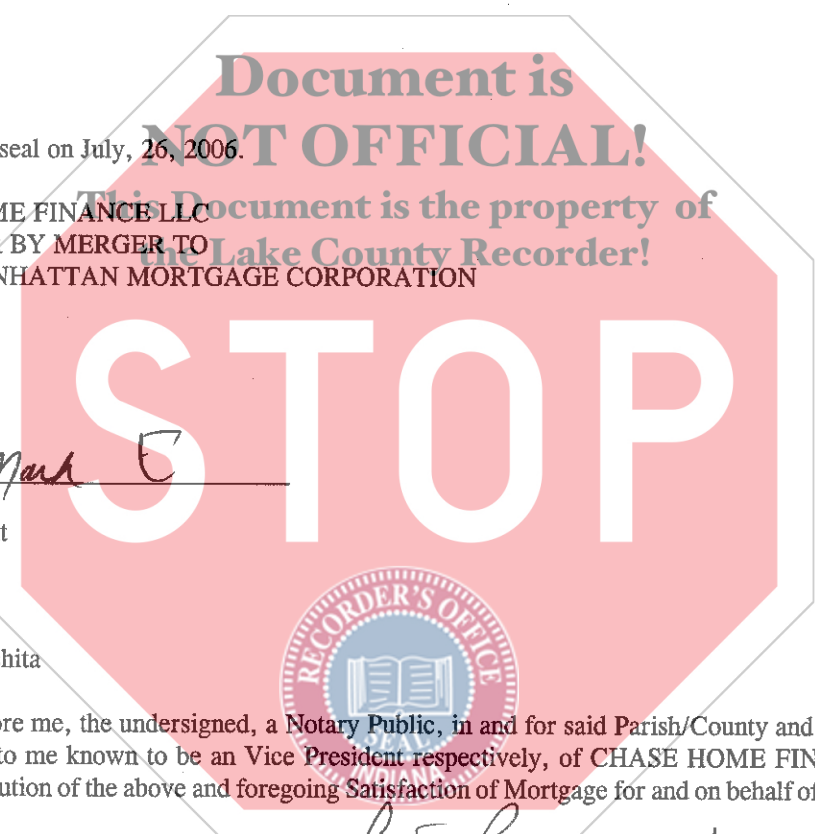 Document is
seal on July, 26, 2006.
NOT OFFICIAL!
ME FINANCE LLC
This Document is the property of
BY MERGER TO
the Lake County Recorder!
NHATTAN MORTGAGE CORPORATION
STOP
Mark E
t
RECORDER'S OFFICE
SEAL
INDIANA
hita
ore me, the undersigned, a Notary Public, in and for said Parish/County and
to me known to be an Vice President respectively, of CHASE HOME FIN
ution of the above and foregoing Satisfaction of Mortgage for and on behalf of